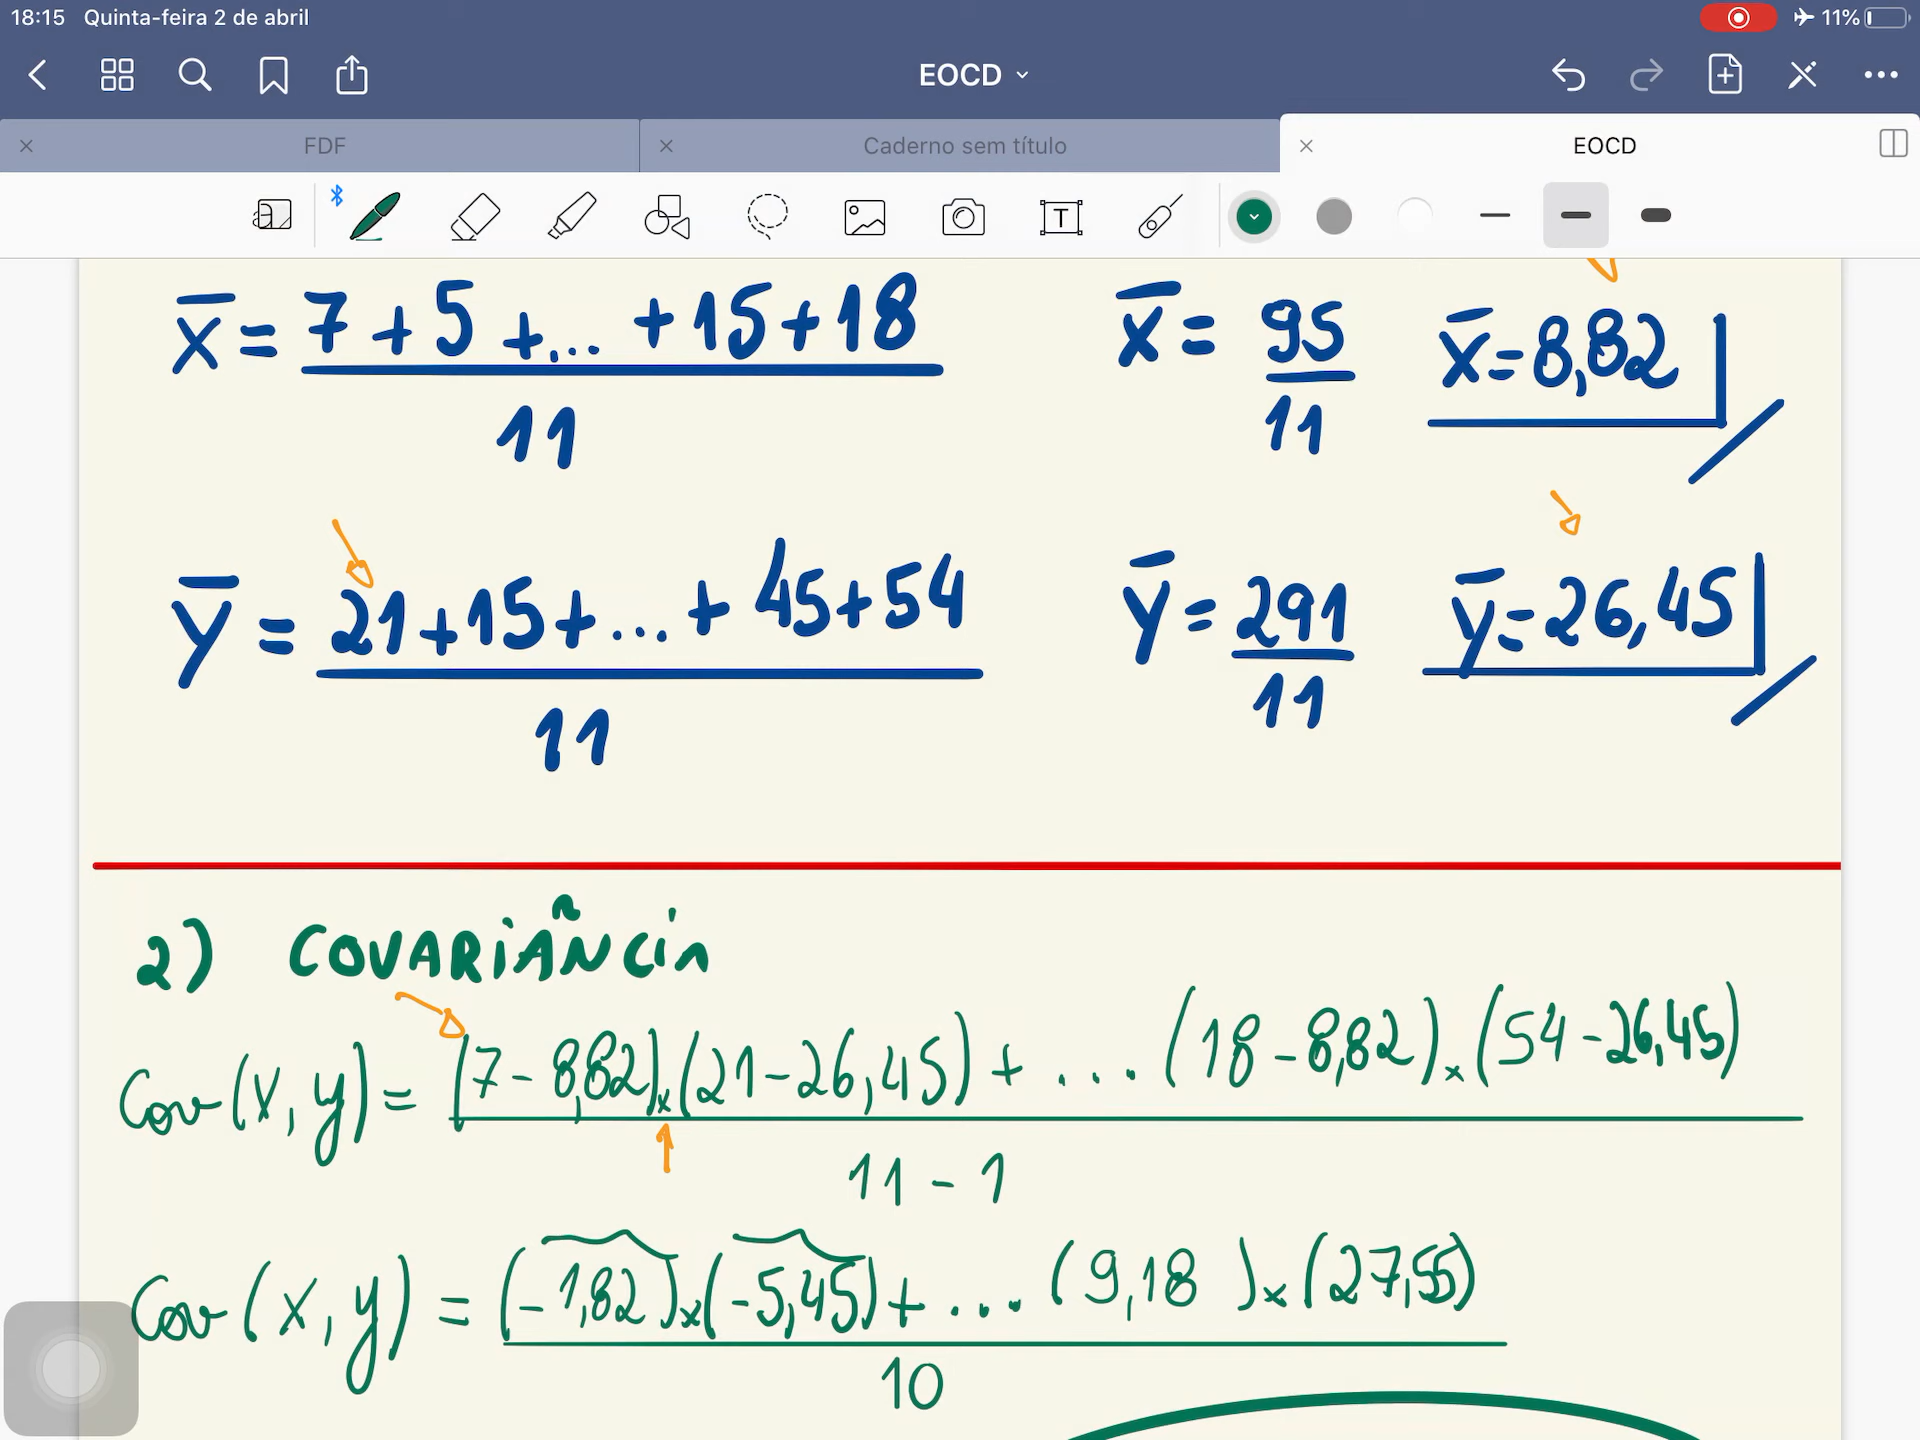 18:15 Quinta-feira 2 de abril 11%
EOCD
FDF Caderno sem título EOCD
x̄ = 7 + 5 + ... + 15 + 18 / 11 x̄ = 95 / 11 x̄ = 8,82
ȳ = 21 + 15 + ... + 45 + 54 / 11 ȳ = 291 / 11 ȳ = 26,45
2) COVARIÂNcia
Cov(x,y) = (7 - 8,82) x (21 - 26,45) + ... (18 - 8,82) x (54 - 26,45) / 11 - 1
Cov(x,y) = (-1,82) x (-5,45) + ... (9,18) x (27,55) / 10